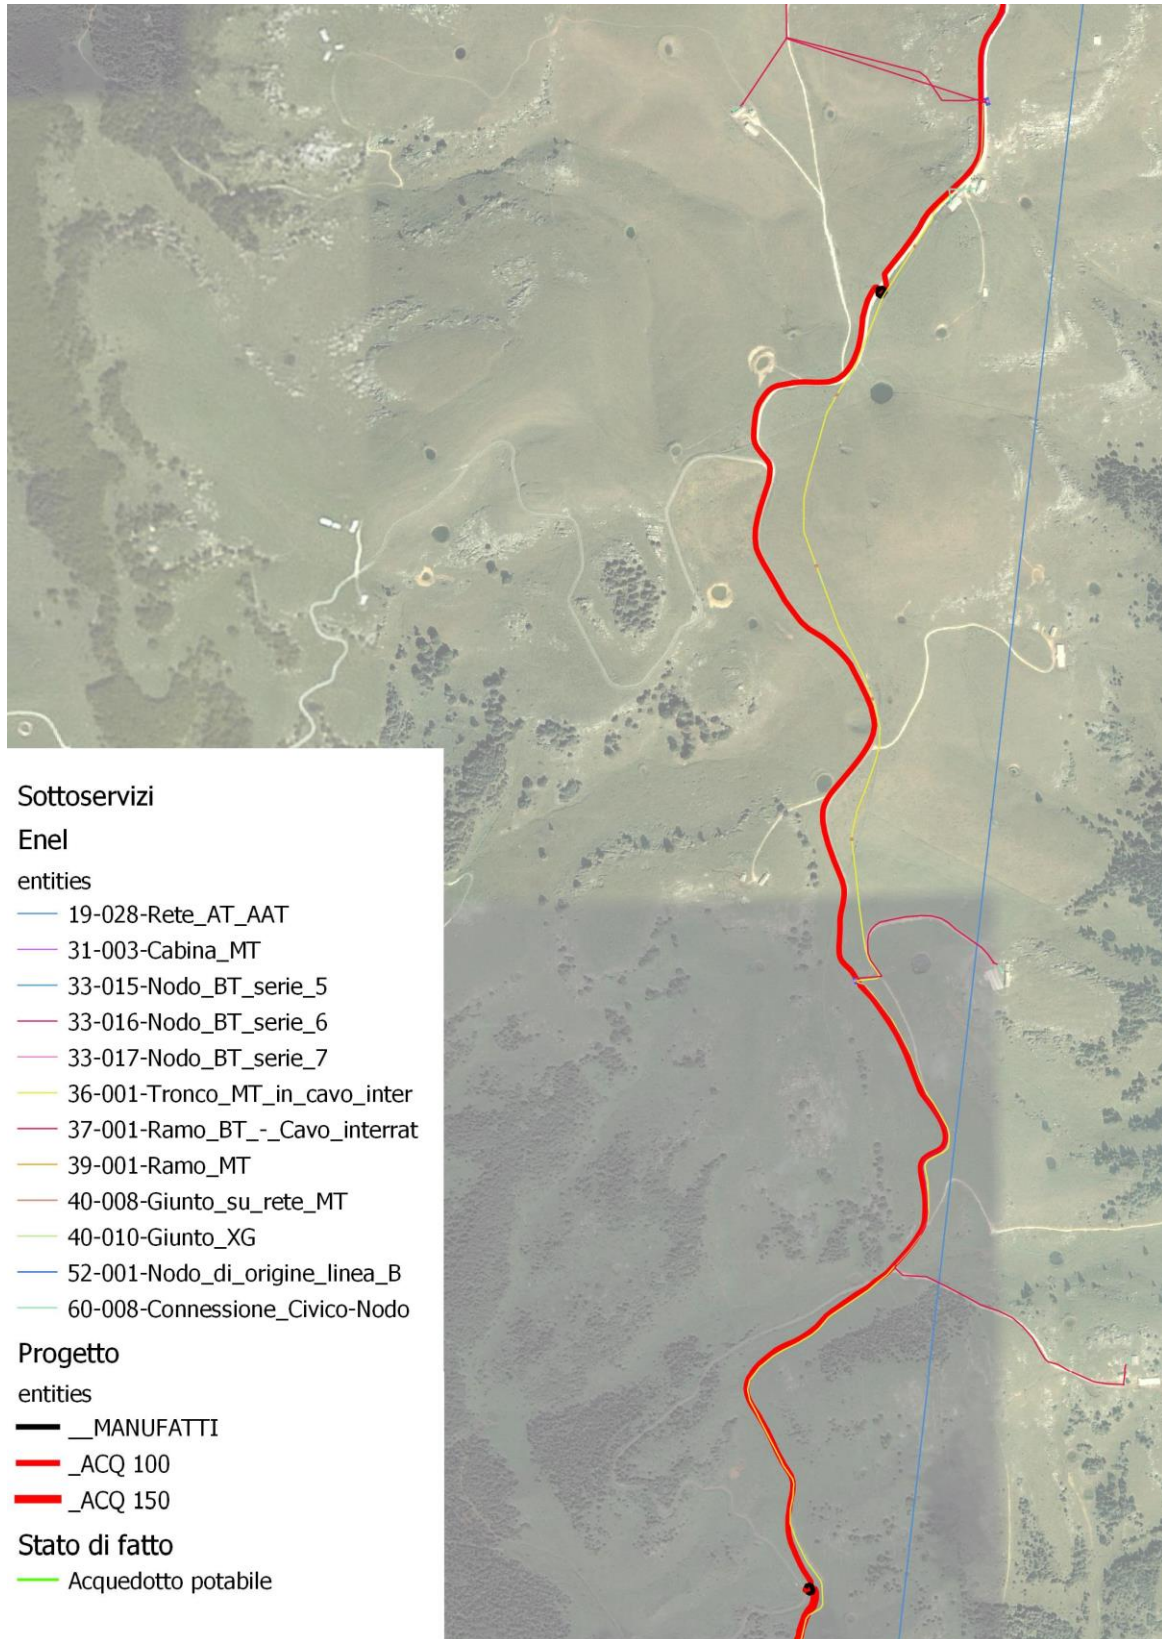 Sottoservizi
Enel
entities
19-028-Rete_AT_AAT
31-003-Cabina_MT
33-015-Nodo_BT_serie_5
33-016-Nodo_BT_serie_6
33-017-Nodo_BT_serie_7
36-001-Tronco_MT_in_cavo_inter
37-001-Ramo_BT_-_Cavo_interrat
39-001-Ramo_MT
40-008-Giunto_su_rete_MT
40-010-Giunto_XG
52-001-Nodo_di_origine_linea_B
60-008-Connessione_Civico-Nodo
Progetto
entities
__MANUFATTI
_ACQ 100
_ACQ 150
Stato di fatto
Acquedotto potabile